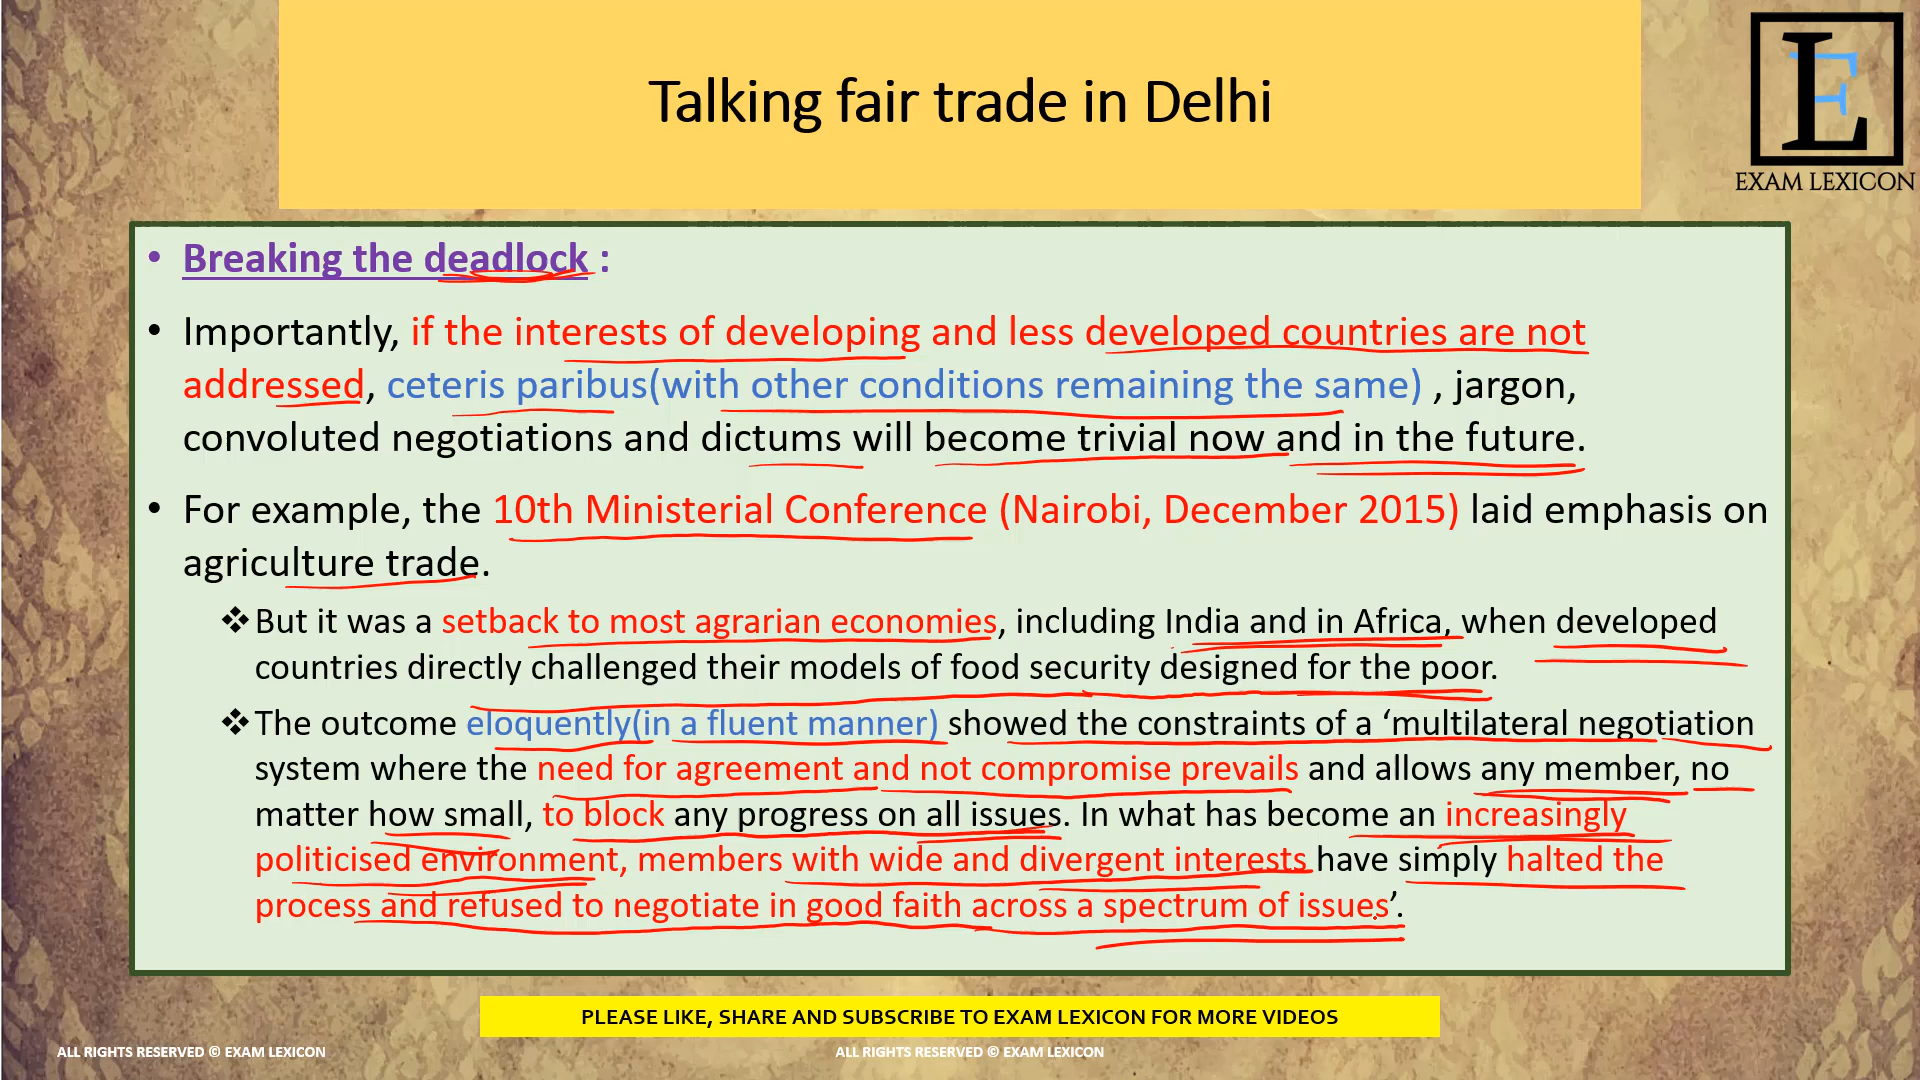 Talking fair trade in Delhi
LE
EXAM LEXICON
• Breaking the deadlock :
• Importantly, if the interests of developing and less developed countries are not
addressed, ceteris paribus(with other conditions remaining the same) , jargon,
convoluted negotiations and dictums will become trivial now and in the future.
• For example, the 10th Ministerial Conference (Nairobi, December 2015) laid emphasis on
agriculture trade.
❖But it was a setback to most agrarian economies, including India and in Africa, when developed
countries directly challenged their models of food security designed for the poor.
❖The outcome eloquently(in a fluent manner) showed the constraints of a ‘multilateral negotiation
system where the need for agreement and not compromise prevails and allows any member, no
matter how small, to block any progress on all issues. In what has become an increasingly
politicised environment, members with wide and divergent interests have simply halted the
process and refused to negotiate in good faith across a spectrum of issues’.
PLEASE LIKE, SHARE AND SUBSCRIBE TO EXAM LEXICON FOR MORE VIDEOS
ALL RIGHTS RESERVED © EXAM LEXICON
ALL RIGHTS RESERVED © EXAM LEXICON